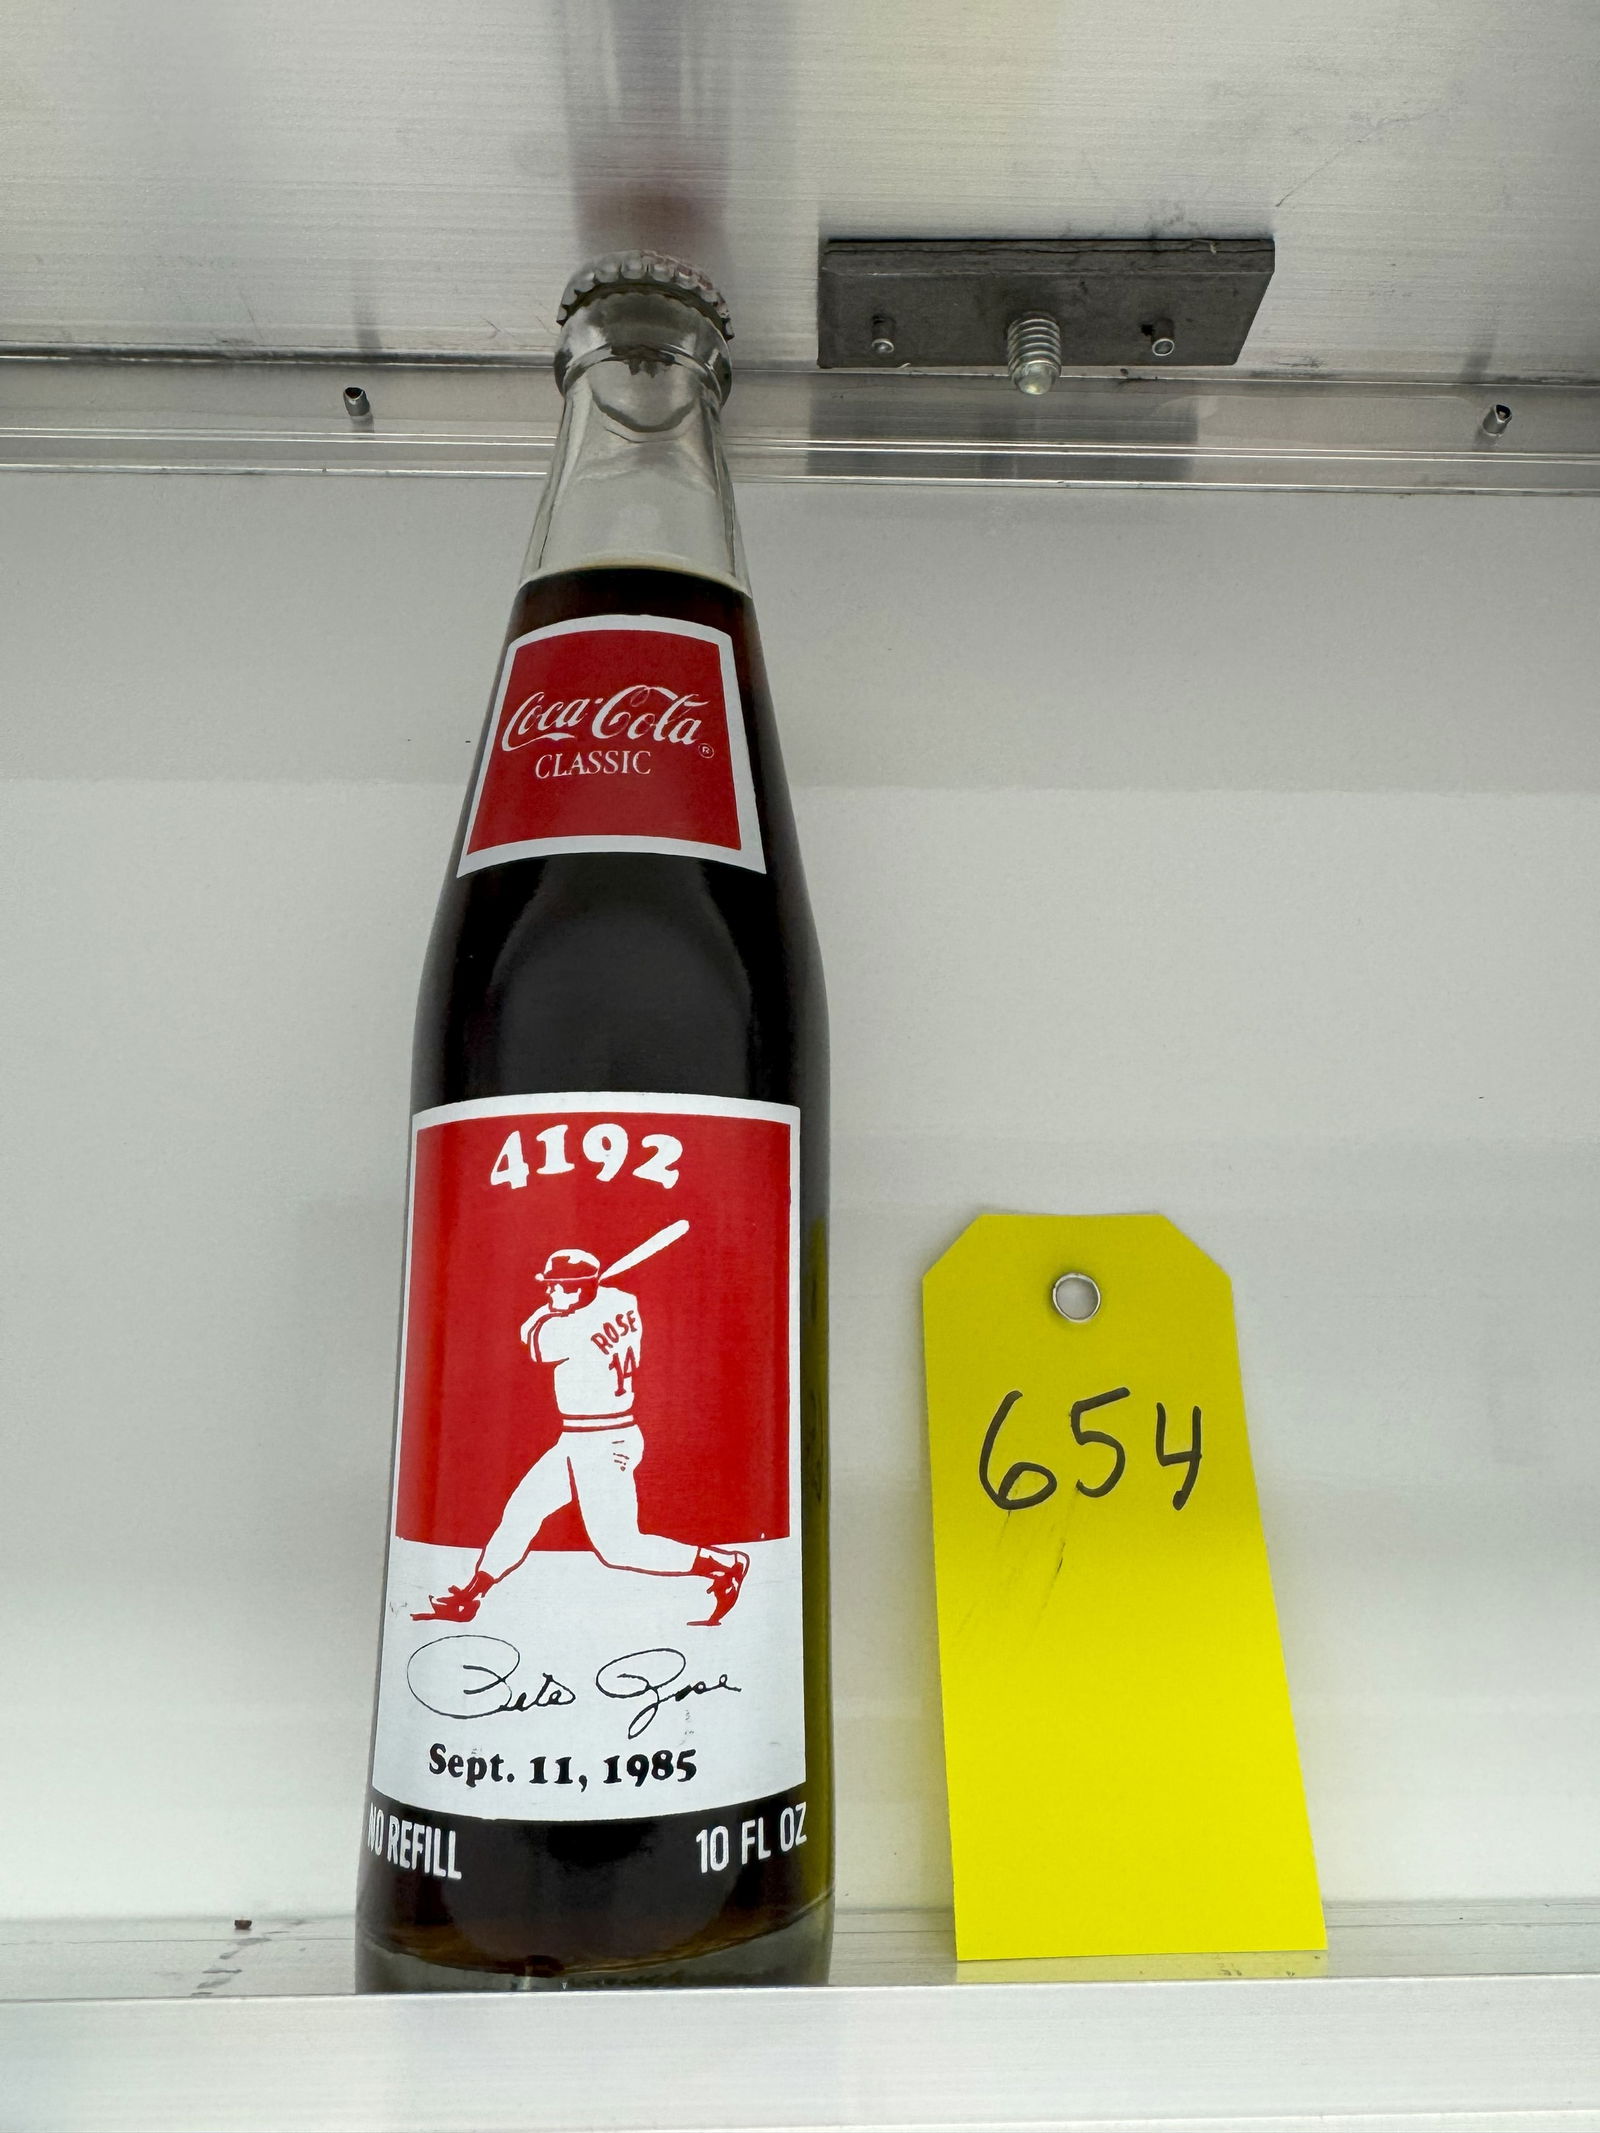 Coca-Cola®
CLASSIC
4192
ROSE
14
Pete Rose
Sept. 11, 1985
NO REFILL
10 FL OZ
654